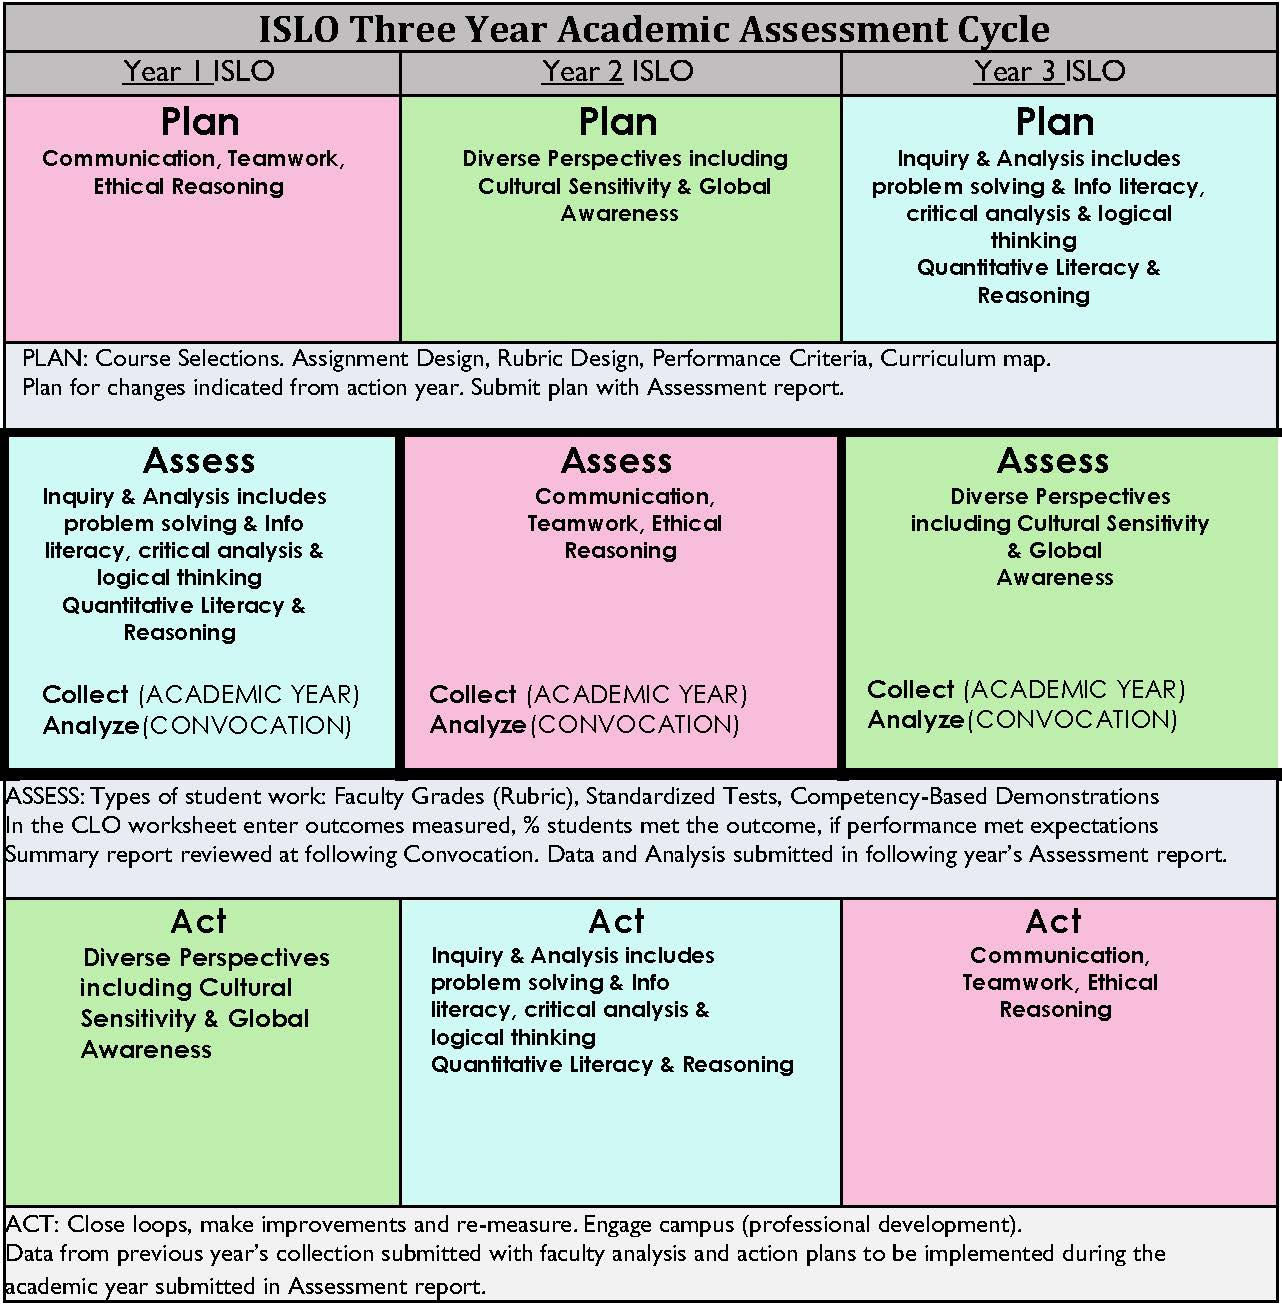 ISLO Three Year Academic Assessment Cycle
Year 1 ISLO
Year 2 ISLO
Year 3 ISLO
Plan
Communication, Teamwork,
Ethical Reasoning
Plan
Diverse Perspectives including
Cultural Sensitivity & Global
Awareness
Plan
Inquiry & Analysis includes
problem solving & Info literacy,
critical analysis & logical
thinking
Quantitative Literacy &
Reasoning
PLAN: Course Selections. Assignment Design, Rubric Design, Performance Criteria, Curriculum map.
Plan for changes indicated from action year. Submit plan with Assessment report.
Assess
Inquiry & Analysis includes
problem solving & Info
literacy, critical analysis &
logical thinking
Quantitative Literacy &
Reasoning
Collect (ACADEMIC YEAR)
Analyze(CONVOCATION)
Assess
Communication,
Teamwork, Ethical
Reasoning
Collect (ACADEMIC YEAR)
Analyze(CONVOCATION)
Assess
Diverse Perspectives
including Cultural Sensitivity
& Global
Awareness
Collect (ACADEMIC YEAR)
Analyze(CONVOCATION)
ASSESS: Types of student work: Faculty Grades (Rubric), Standardized Tests, Competency-Based Demonstrations
In the CLO worksheet enter outcomes measured, % students met the outcome, if performance met expectations
Summary report reviewed at following Convocation. Data and Analysis submitted in following year's Assessment report.
Act
Diverse Perspectives
including Cultural
Sensitivity & Global
Awareness
Act
Inquiry & Analysis includes
problem solving & Info
literacy, critical analysis &
logical thinking
Quantitative Literacy & Reasoning
Act
Communication,
Teamwork, Ethical
Reasoning
ACT: Close loops, make improvements and re-measure. Engage campus (professional development).
Data from previous year's collection submitted with faculty analysis and action plans to be implemented during the
academic year submitted in Assessment report.